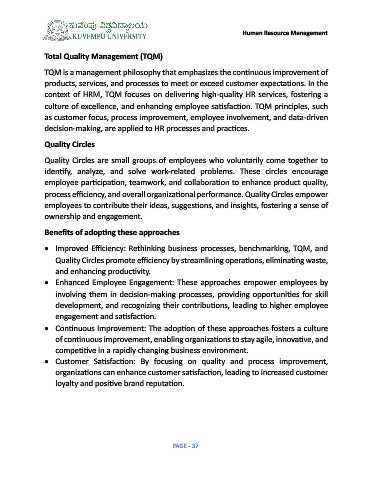 ಕುವೆಂಪು ವಿಶ್ವವಿದ್ಯಾಲಯ
KUVEMPU UNIVERSITY
Human Resource Management
Total Quality Management (TQM)
TQM is a management philosophy that emphasizes the continuous improvement of
products, services, and processes to meet or exceed customer expectations. In the
context of HRM, TQM focuses on delivering high-quality HR services, fostering a
culture of excellence, and enhancing employee satisfaction. TQM principles, such
as customer focus, process improvement, employee involvement, and data-driven
decision-making, are applied to HR processes and practices.
Quality Circles
Quality Circles are small groups of employees who voluntarily come together to
identify, analyze, and solve work-related problems. These circles encourage
employee participation, teamwork, and collaboration to enhance product quality,
process efficiency, and overall organizational performance. Quality Circles empower
employees to contribute their ideas, suggestions, and insights, fostering a sense of
ownership and engagement.
Benefits of adopting these approaches
• Improved Efficiency: Rethinking business processes, benchmarking, TQM, and
Quality Circles promote efficiency by streamlining operations, eliminating waste,
and enhancing productivity.
• Enhanced Employee Engagement: These approaches empower employees by
involving them in decision-making processes, providing opportunities for skill
development, and recognizing their contributions, leading to higher employee
engagement and satisfaction.
• Continuous Improvement: The adoption of these approaches fosters a culture
of continuous improvement, enabling organizations to stay agile, innovative, and
competitive in a rapidly changing business environment.
• Customer Satisfaction: By focusing on quality and process improvement,
organizations can enhance customer satisfaction, leading to increased customer
loyalty and positive brand reputation.
PAGE - 37